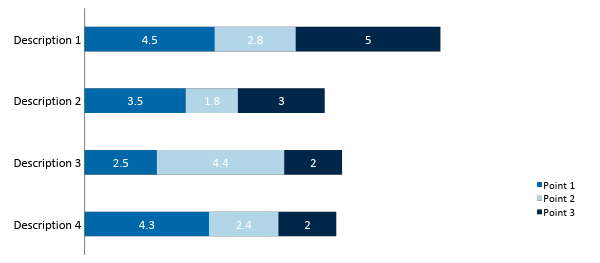 Description 1 4.5 2.8 5
Description 2 3.5 1.8 3
Description 3 2.5 4.4 2
Description 4 4.3 2.4 2
Point 1
Point 2
Point 3